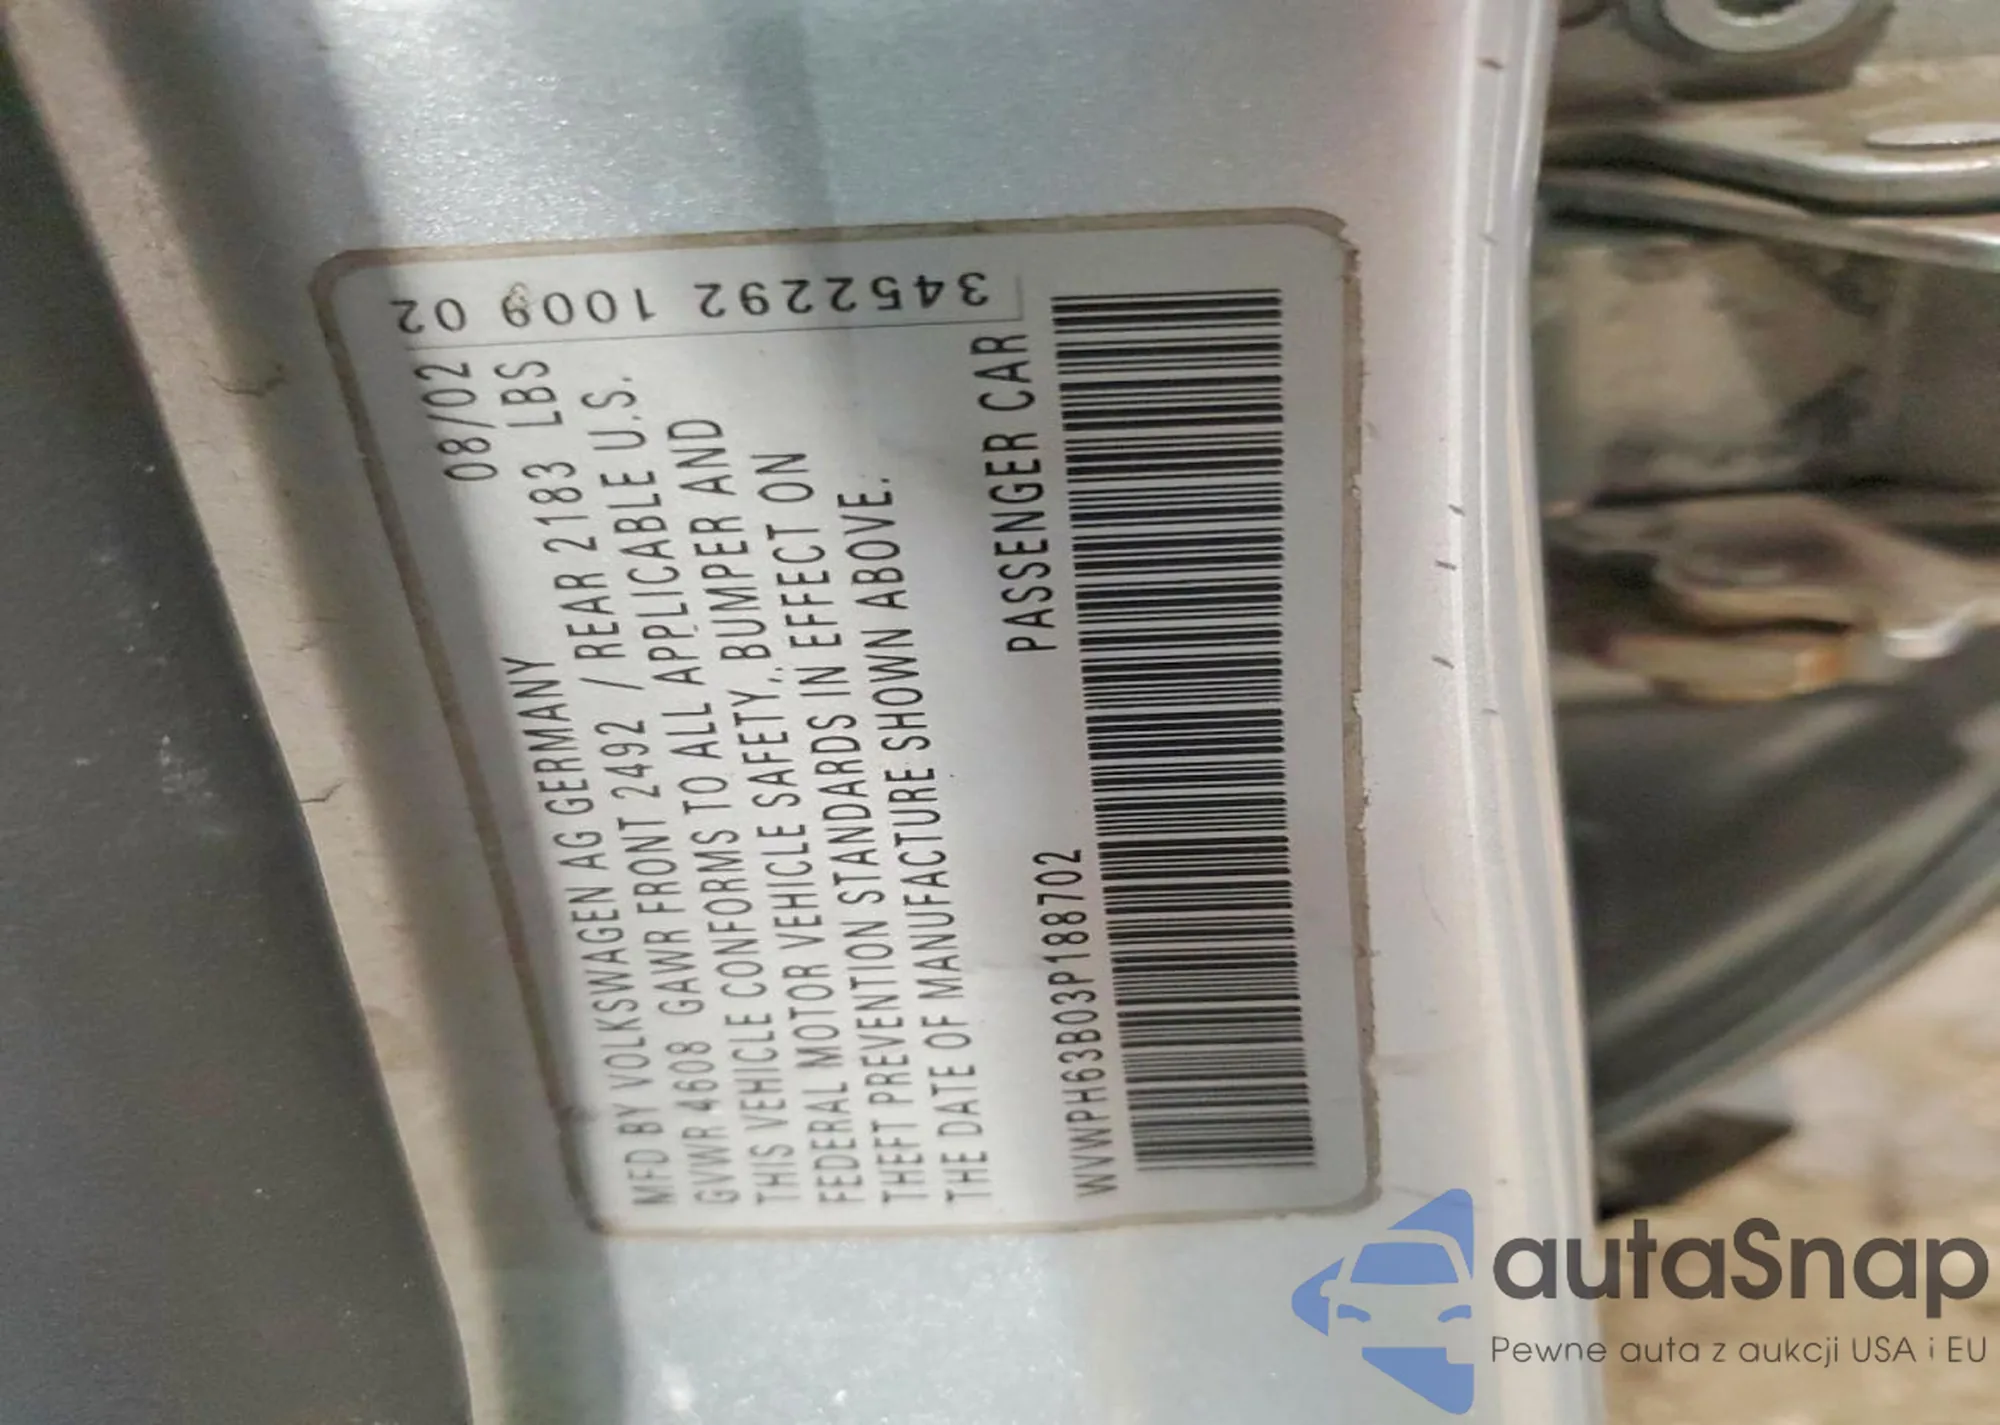 MFD BY VOLKSWAGEN AG GERMANY 08/02
GVWR 4608 GAWR FRONT 2492 / REAR 2183 LBS
THIS VEHICLE CONFORMS TO ALL APPLICABLE U.S.
FEDERAL MOTOR VEHICLE SAFETY, BUMPER AND
THEFT PREVENTION STANDARDS IN EFFECT ON
THE DATE OF MANUFACTURE SHOWN ABOVE.
WVWPH63B03P188702 PASSENGER CAR
3452292 1009 02
autaSnap
Pewne auta z aukcji USA i EU